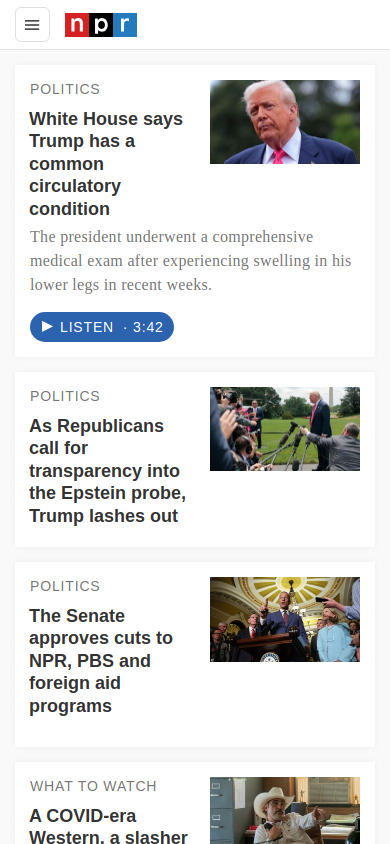 npr
POLITICS
White House says
Trump has a
common
circulatory
condition
The president underwent a comprehensive
medical exam after experiencing swelling in his
lower legs in recent weeks.
LISTEN · 3:42
POLITICS
As Republicans
call for
transparency into
the Epstein probe,
Trump lashes out
POLITICS
The Senate
approves cuts to
NPR, PBS and
foreign aid
programs
WHAT TO WATCH
A COVID-era
Western, a slasher